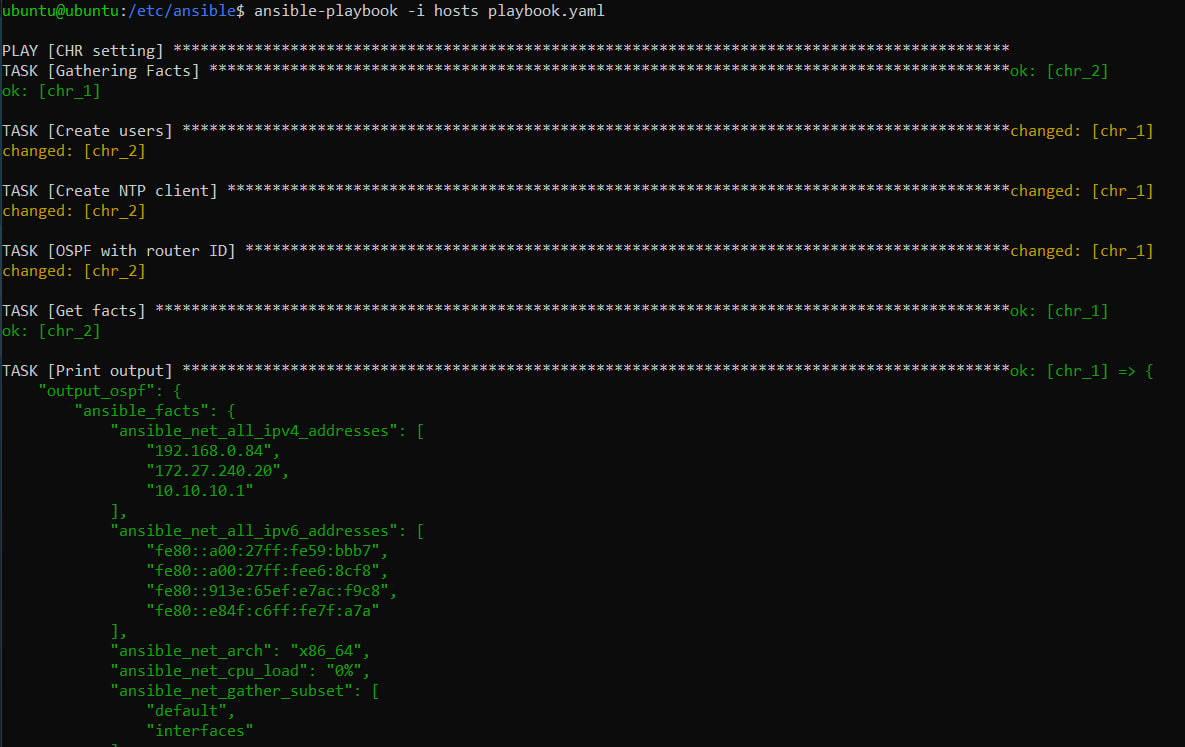 ubuntu@ubuntu:/etc/ansible$ ansible-playbook -i hosts playbook.yaml
PLAY [CHR setting] *********************************************************************************************
TASK [Gathering Facts] *****************************************************************************************ok: [chr_2]
ok: [chr_1]
TASK [Create users] ********************************************************************************************changed: [chr_1]
changed: [chr_2]
TASK [Create NTP client] ***************************************************************************************changed: [chr_1]
changed: [chr_2]
TASK [OSPF with router ID] *************************************************************************************changed: [chr_1]
changed: [chr_2]
TASK [Get facts] ***********************************************************************************************ok: [chr_1]
ok: [chr_2]
TASK [Print output] ********************************************************************************************ok: [chr_1] => {
    "output_ospf": {
        "ansible_facts": {
            "ansible_net_all_ipv4_addresses": [
                "192.168.0.84",
                "172.27.240.20",
                "10.10.10.1"
            ],
            "ansible_net_all_ipv6_addresses": [
                "fe80::a00:27ff:fe59:bbb7",
                "fe80::a00:27ff:fee6:8cf8",
                "fe80::913e:65ef:e7ac:f9c8",
                "fe80::e84f:c6ff:fe7f:a7a"
            ],
            "ansible_net_arch": "x86_64",
            "ansible_net_cpu_load": "0%",
            "ansible_net_gather_subset": [
                "default",
                "interfaces"